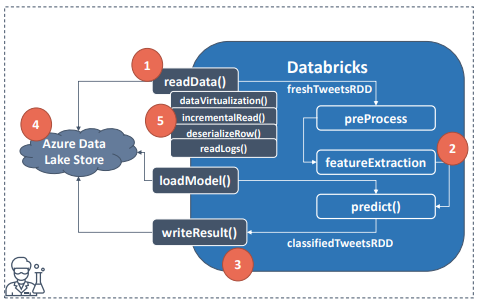 Databricks
1
readData()
freshTweetsRDD
dataVirtualization()
5
incrementalRead()
deserializeRow()
readLogs()
preProcess
4
Azure Data
Lake Store
featureExtraction
2
loadModel()
predict()
writeResult()
classifiedTweetsRDD
3